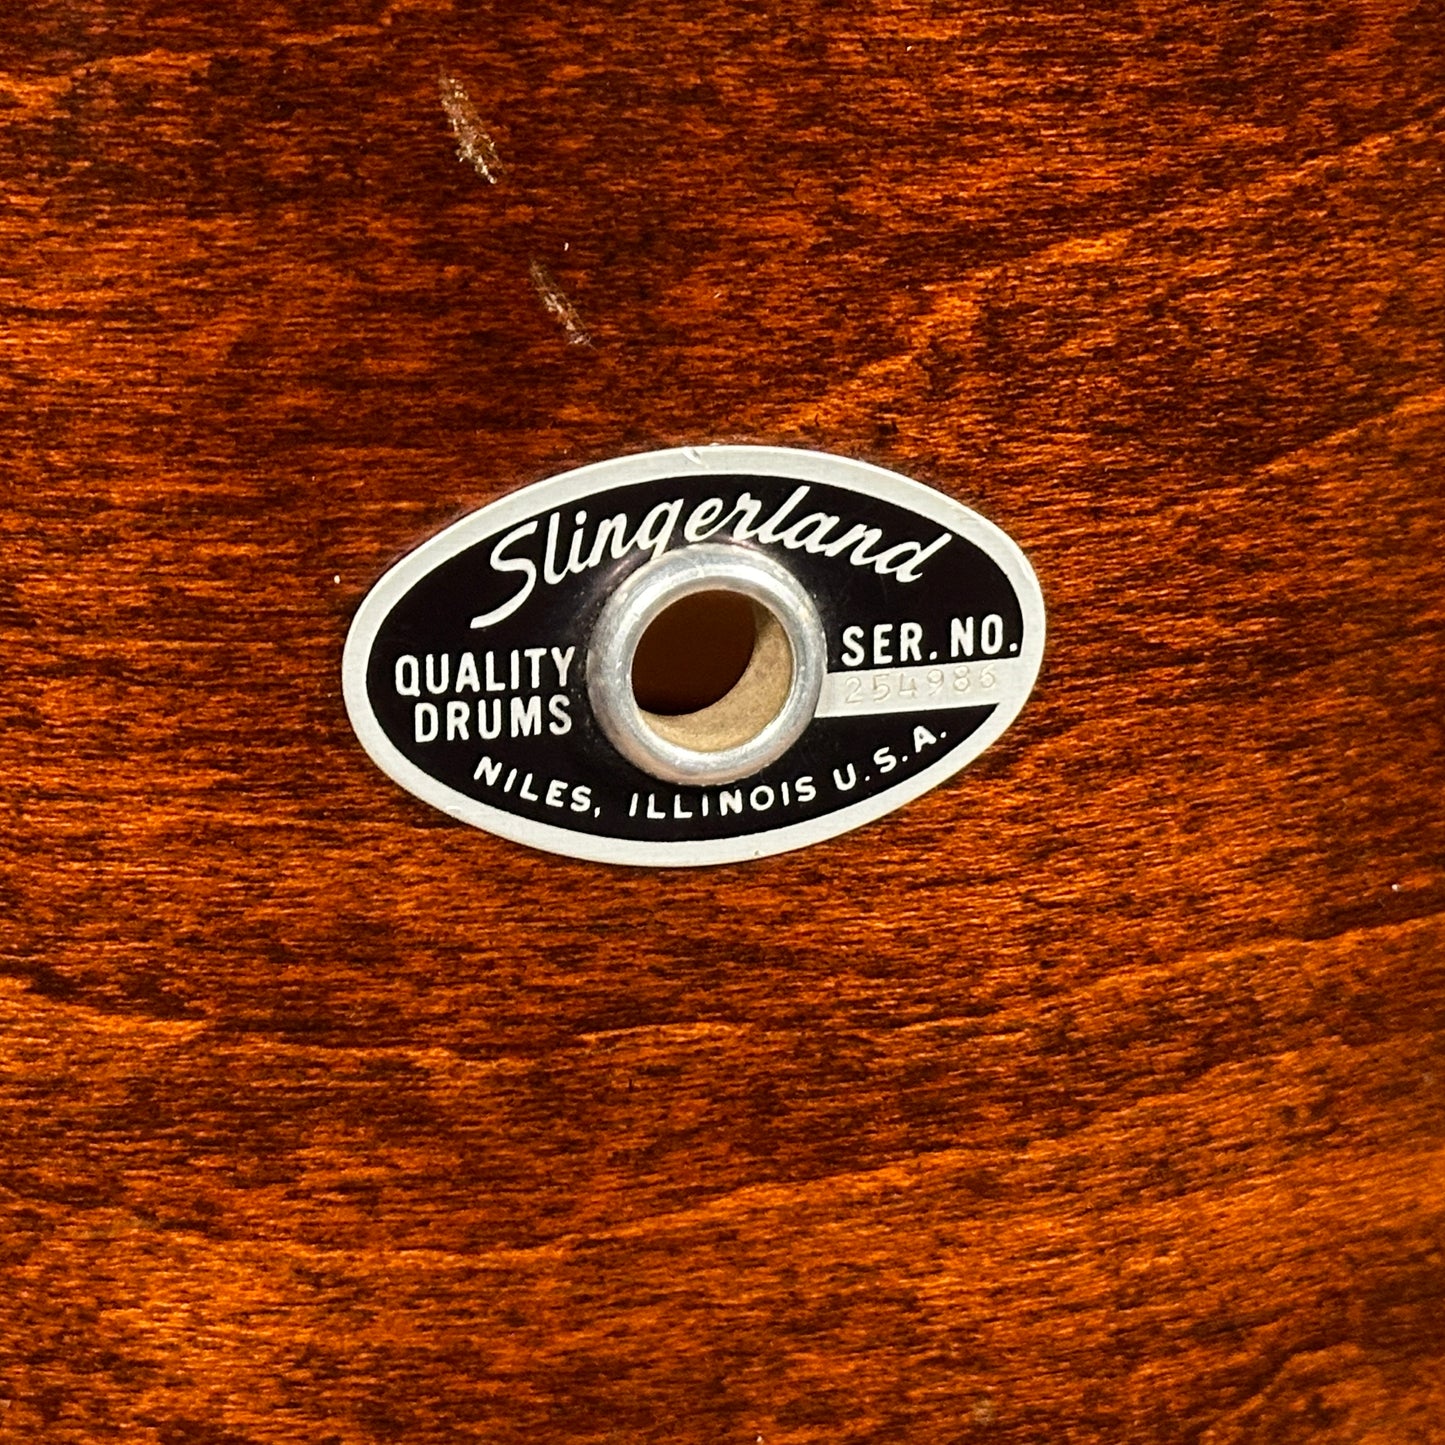 Slingerland
QUALITY
DRUMS
SER. NO.
254986
NILES, ILLINOIS U.S.A.